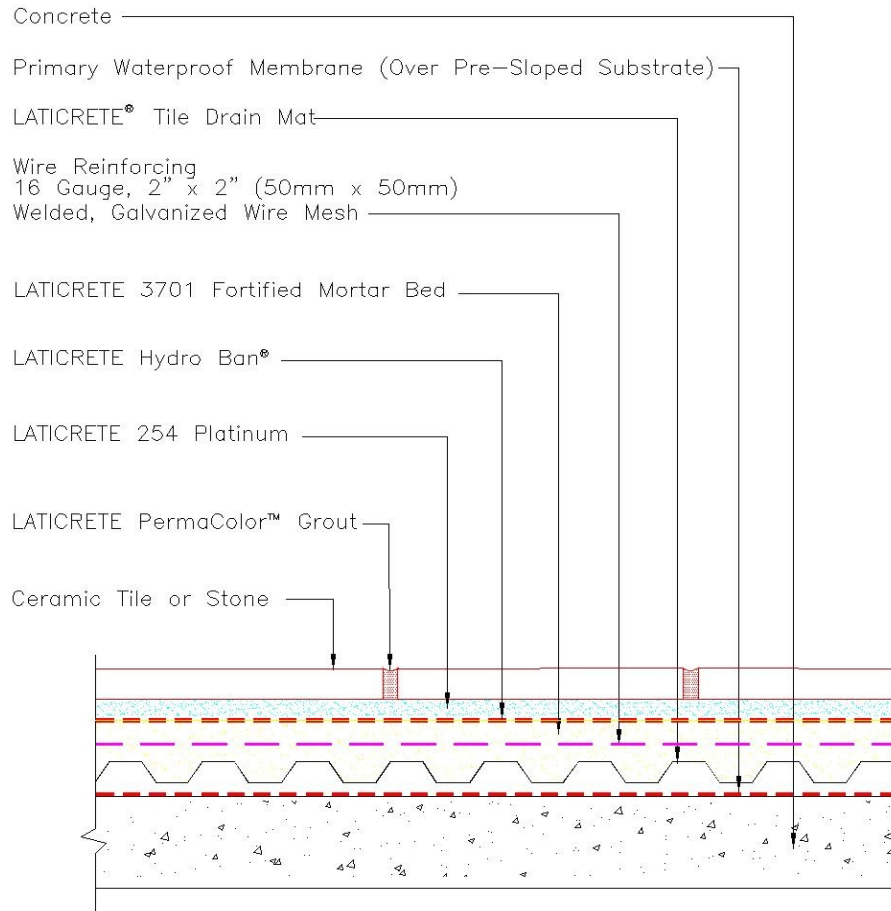 Concrete
Primary Waterproof Membrane (Over Pre-Sloped Substrate)
LATICRETE® Tile Drain Mat
Wire Reinforcing
16 Gauge, 2” x 2” (50mm x 50mm)
Welded, Galvanized Wire Mesh
LATICRETE 3701 Fortified Mortar Bed
LATICRETE Hydro Ban®
LATICRETE 254 Platinum
LATICRETE PermaColor™ Grout
Ceramic Tile or Stone